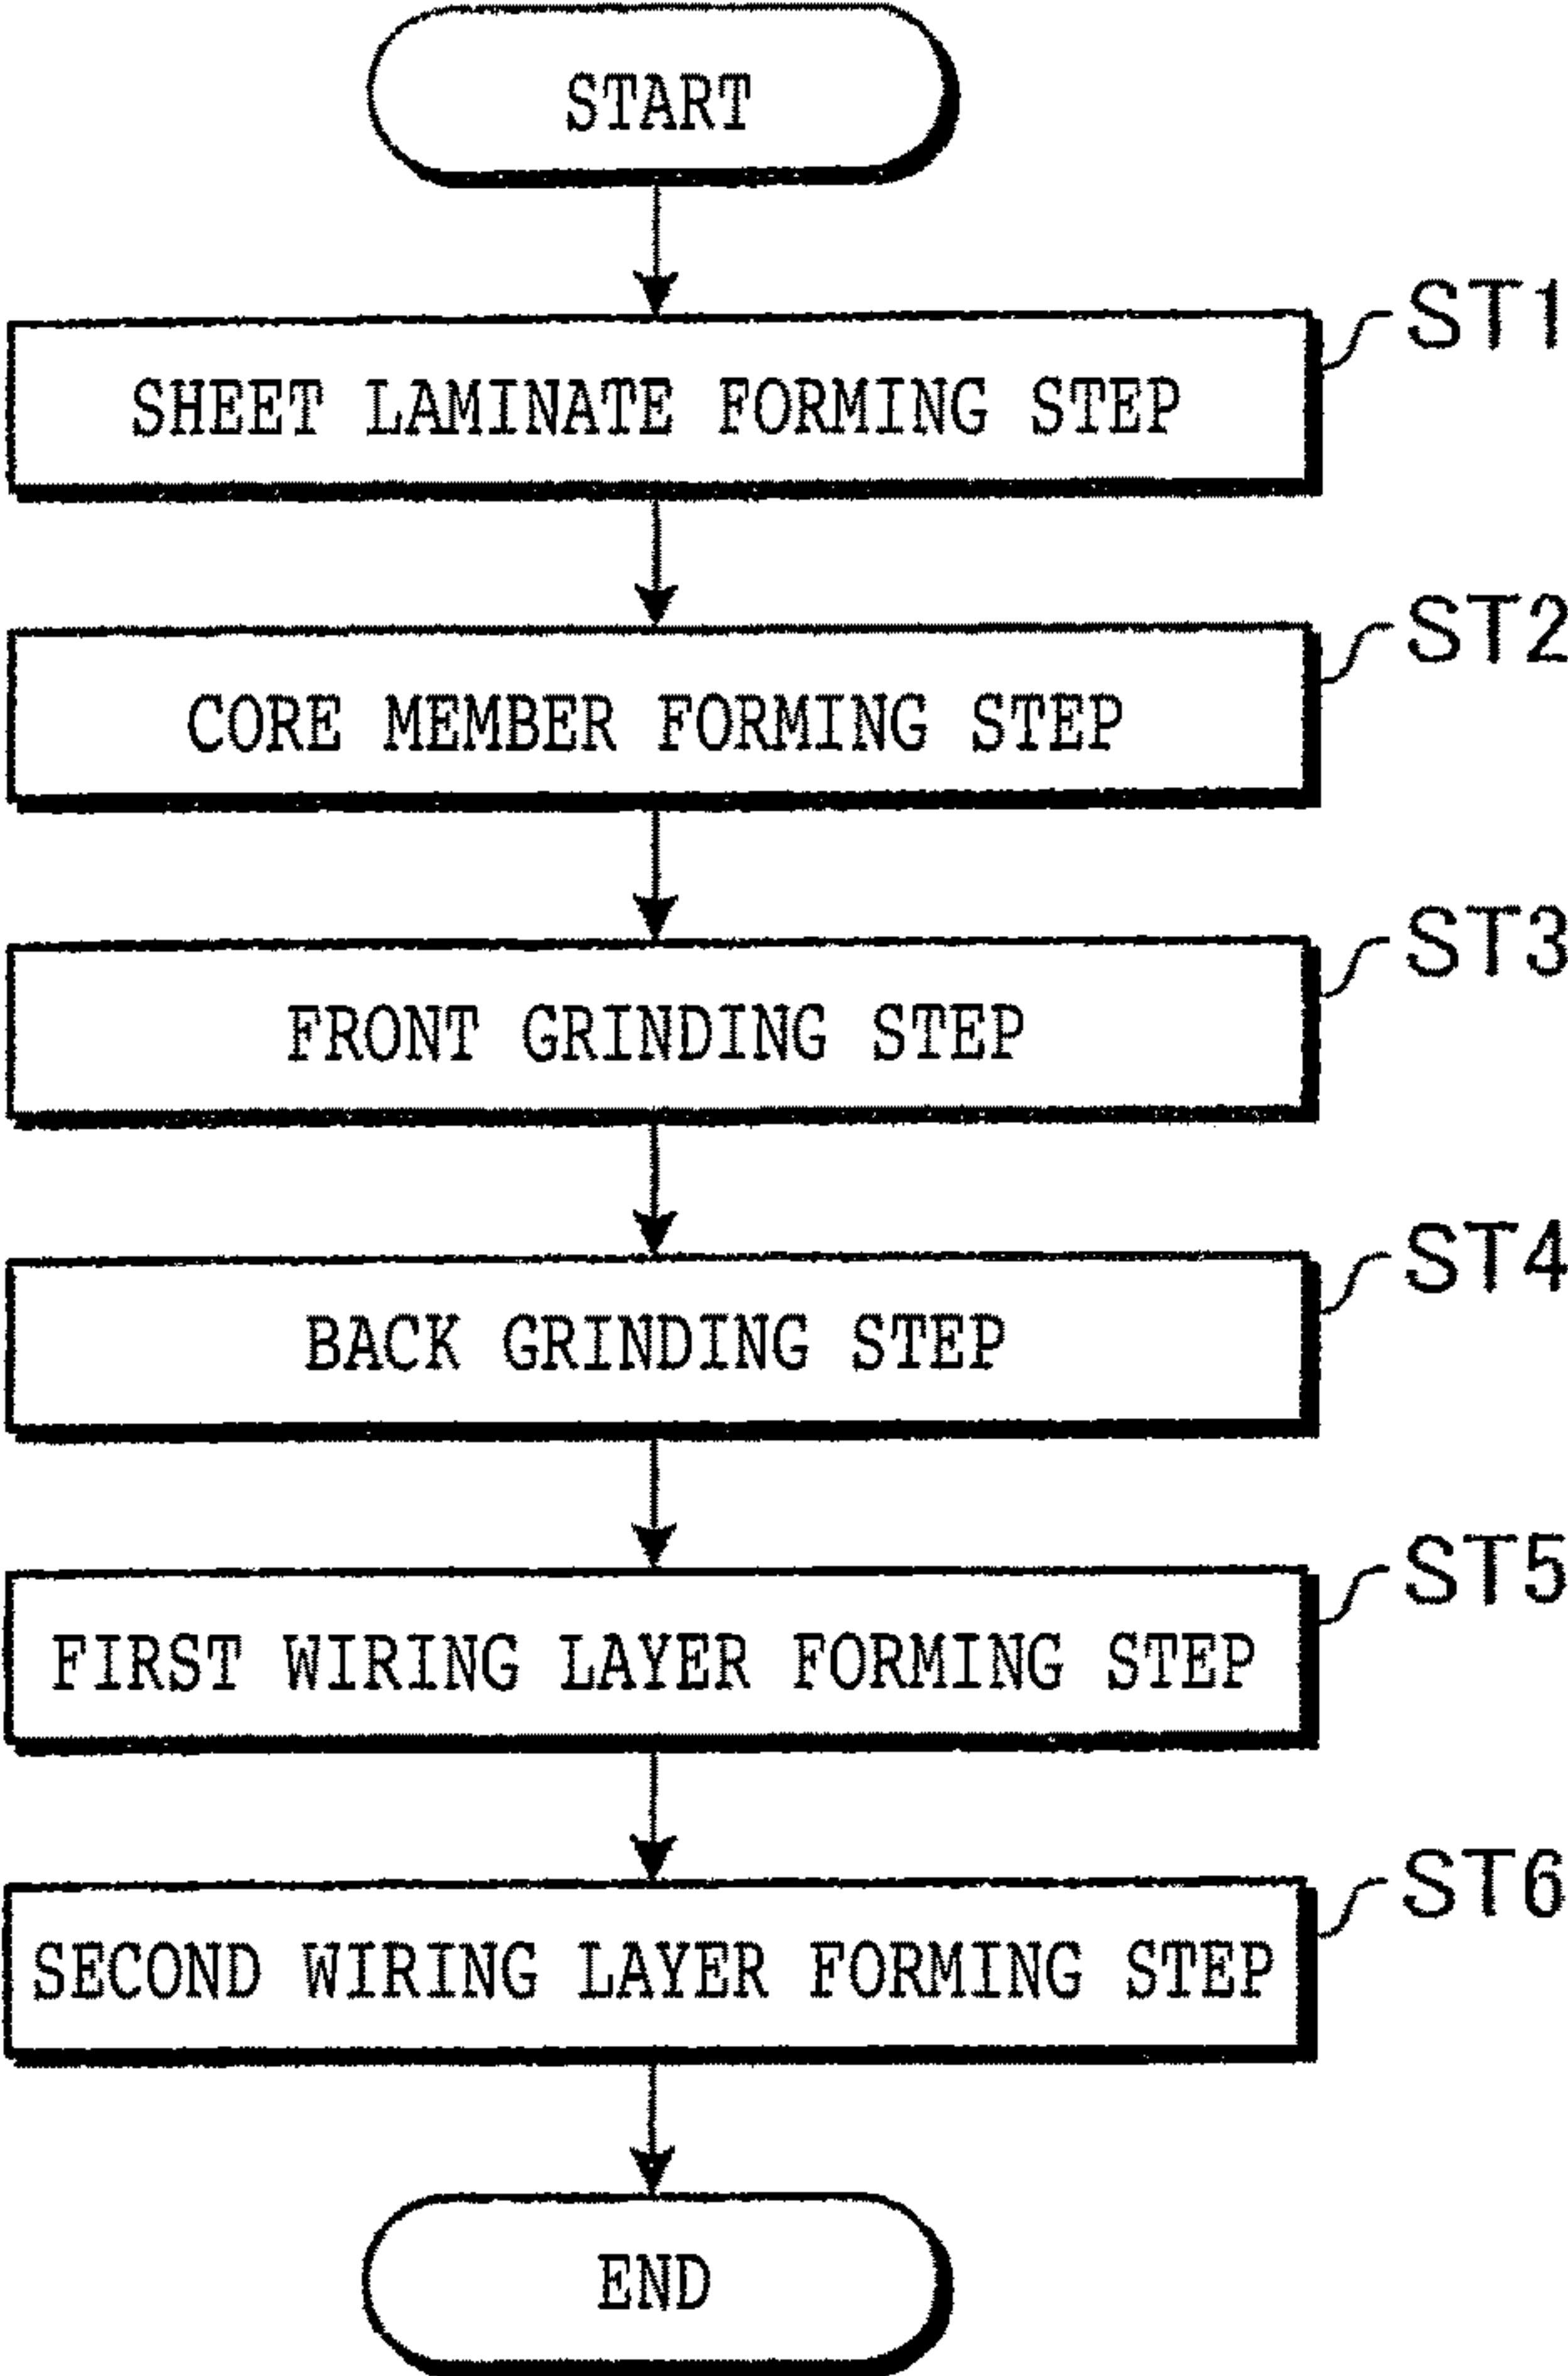 START
ST1
SHEET LAMINATE FORMING STEP
ST2
CORE MEMBER FORMING STEP
ST3
FRONT GRINDING STEP
ST4
BACK GRINDING STEP
ST5
FIRST WIRING LAYER FORMING STEP
ST6
SECOND WIRING LAYER FORMING STEP
END